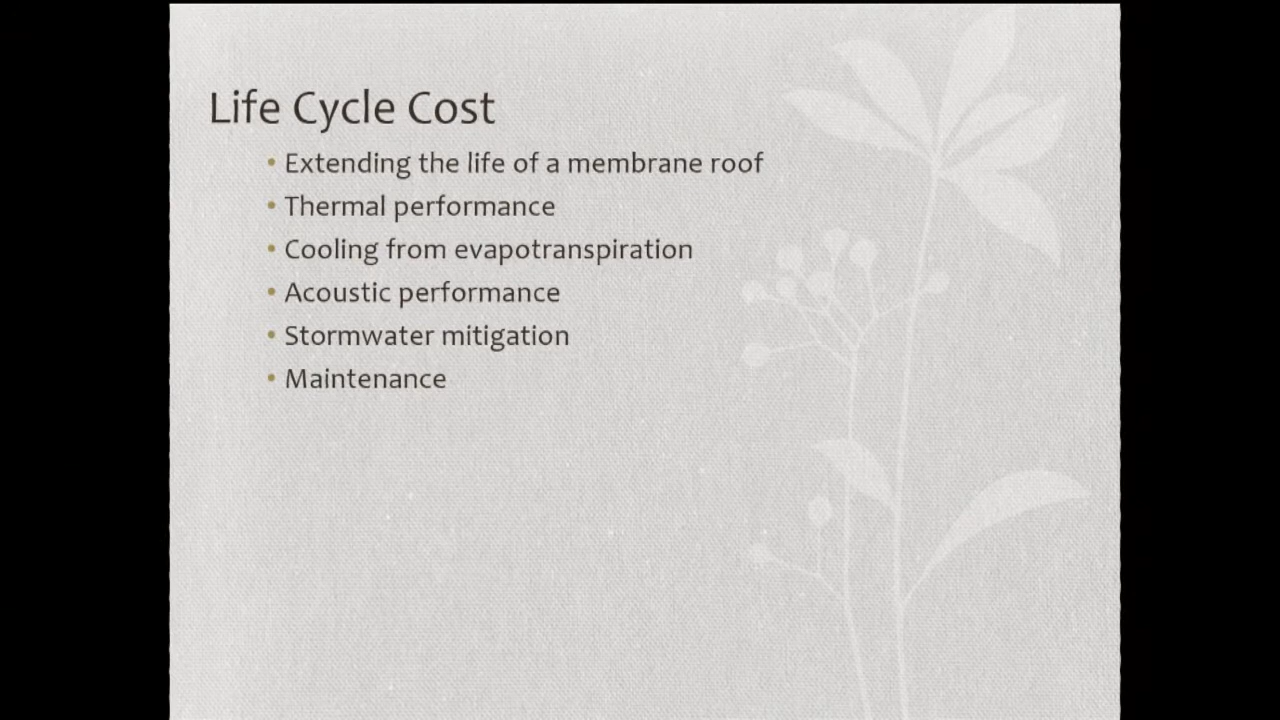 Life Cycle Cost
• Extending the life of a membrane roof
• Thermal performance
• Cooling from evapotranspiration
• Acoustic performance
• Stormwater mitigation
• Maintenance